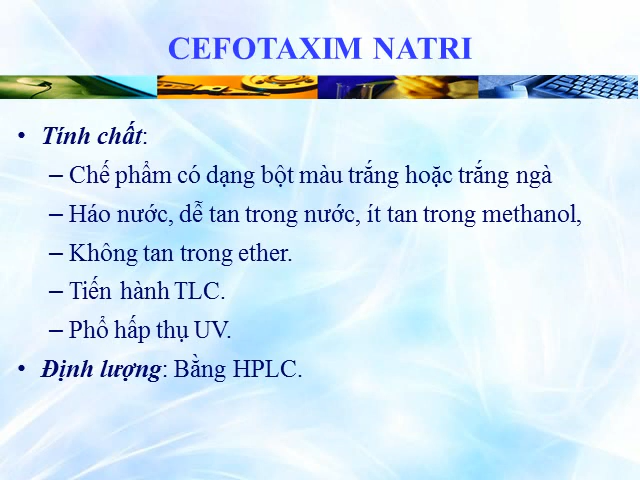 CEFOTAXIM NATRI
• Tính chất:
– Chế phẩm có dạng bột màu trắng hoặc trắng ngà
– Háo nước, dễ tan trong nước, ít tan trong methanol,
– Không tan trong ether.
– Tiến hành TLC.
– Phổ hấp thụ UV.
• Định lượng: Bằng HPLC.